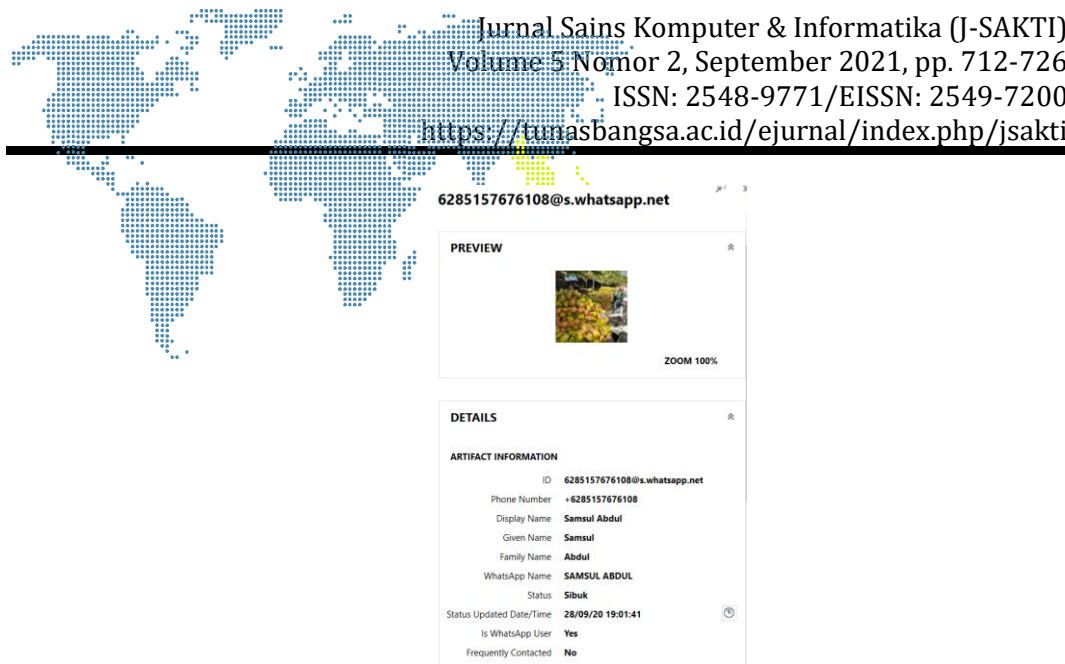 Jurnal Sains Komputer & Informatika (J-SAKTI)
Volume 5 Nomor 2, September 2021, pp. 712-726
ISSN: 2548-9771/EISSN: 2549-7200
https://tunasbangsa.ac.id/ejurnal/index.php/jsakti
6285157676108@s.whatsapp.net
PREVIEW
ZOOM 100%
DETAILS
ARTIFACT INFORMATION
ID 6285157676108@s.whatsapp.net
Phone Number +6285157676108
Display Name Samsul Abdul
Given Name Samsul
Family Name Abdul
WhatsApp Name SAMSUL ABDUL
Status Sibuk
Status Updated Date/Time 28/09/20 19:01:41
Is WhatsApp User Yes
Frequently Contacted No